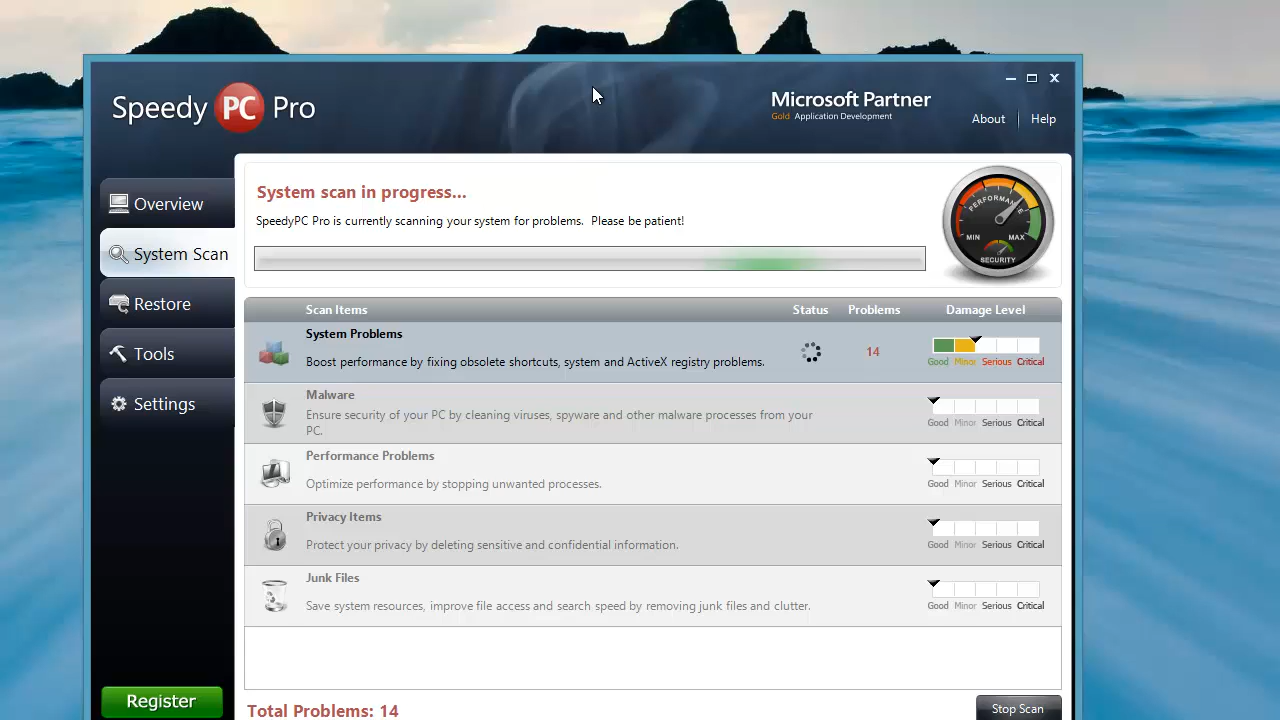 Speedy PC Pro
Microsoft Partner
Gold Application Development
About
Help
Overview
System Scan
Restore
Tools
Settings
Register
System scan in progress...
SpeedyPC Pro is currently scanning your system for problems. Please be patient!
PERFORMANCE
MIN MAX
SECURITY
Scan Items Status Problems Damage Level
System Problems
Boost performance by fixing obsolete shortcuts, system and ActiveX registry problems.
14
Good Minor Serious Critical
Malware
Ensure security of your PC by cleaning viruses, spyware and other malware processes from your
PC.
Good Minor Serious Critical
Performance Problems
Optimize performance by stopping unwanted processes.
Good Minor Serious Critical
Privacy Items
Protect your privacy by deleting sensitive and confidential information.
Good Minor Serious Critical
Junk Files
Save system resources, improve file access and search speed by removing junk files and clutter.
Good Minor Serious Critical
Total Problems: 14
Stop Scan